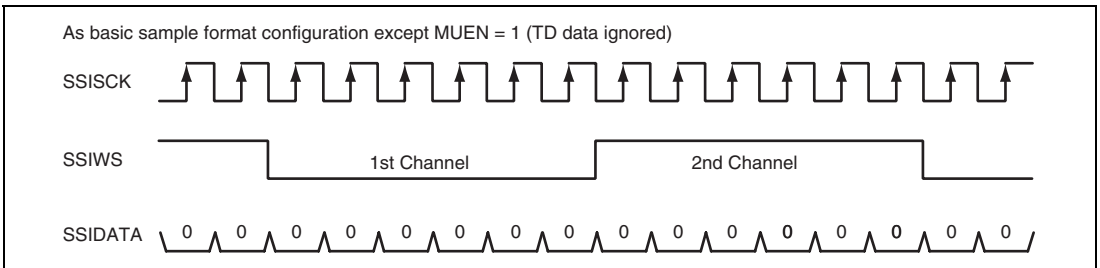 As basic sample format configuration except MUEN = 1 (TD data ignored)
SSISCK
SSIWS 1st Channel 2nd Channel
SSIDATA 0 0 0 0 0 0 0 0 0 0 0 0 0 0 0 0